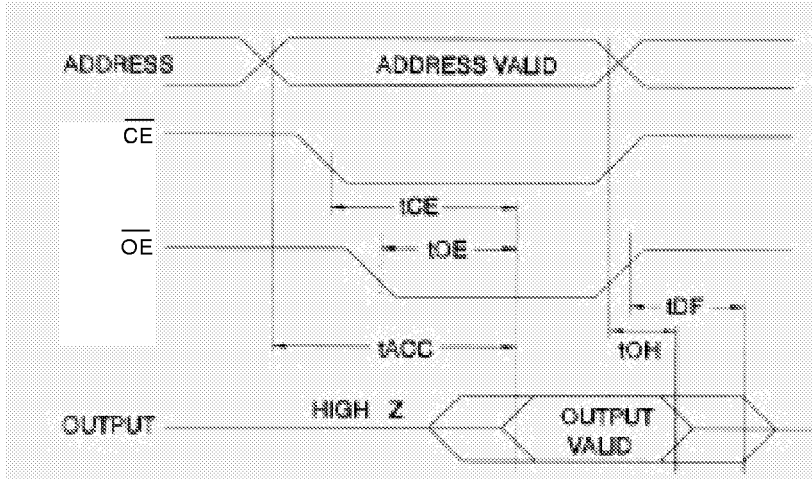 ADDRESS
ADDRESS VALID
CE
tCE
OE
tOE
tDF
tACC
tOH
OUTPUT
HIGH Z
OUTPUT
VALID